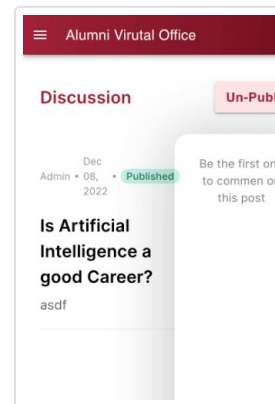 Alumni Virutal Office
Discussion
Un-Publ
Dec
Admin • 08, • Published
2022
Is Artificial
Intelligence a
good Career?
asdf
Be the first on
to commen or
this post